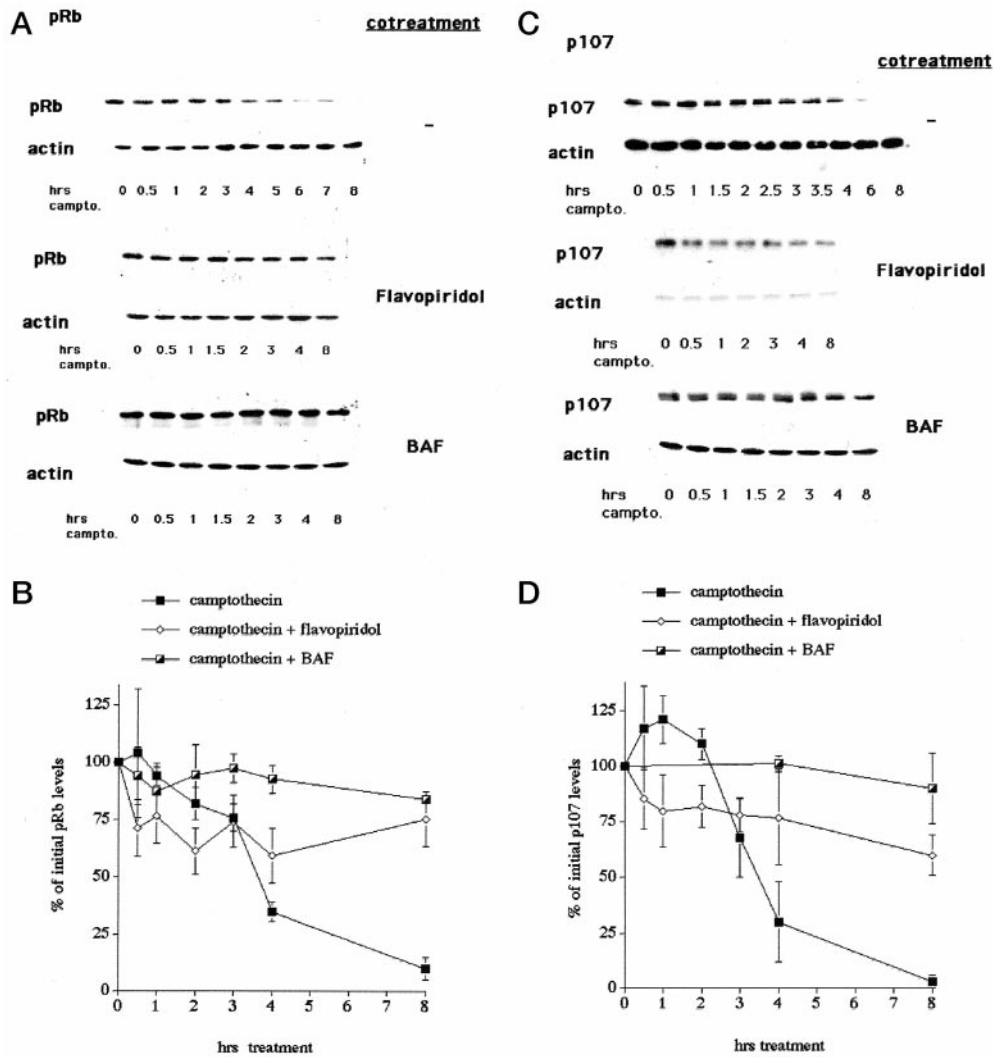 A
pRb
cotreatment
pRb
-
actin
hrs campto.
0 0.5 1 2 3 4 5 6 7 8
pRb
Flavopiridol
actin
hrs campto.
0 0.5 1 1.5 2 3 4 8
pRb
BAF
actin
hrs campto.
0 0.5 1 1.5 2 3 4 8
C
p107
cotreatment
p107
-
actin
hrs campto.
0 0.5 1 1.5 2 2.5 3 3.5 4 6 8
p107
Flavopiridol
actin
hrs campto.
0 0.5 1 2 3 4 8
p107
BAF
actin
hrs campto.
0 0.5 1 1.5 2 3 4 8
B
camptothecin
camptothecin + flavopiridol
camptothecin + BAF
% of initial pRb levels
125
100
75
50
25
0
0 1 2 3 4 5 6 7 8
hrs treatment
D
camptothecin
camptothecin + flavopiridol
camptothecin + BAF
% of initial p107 levels
125
100
75
50
25
0
0 1 2 3 4 5 6 7 8
hrs treatment